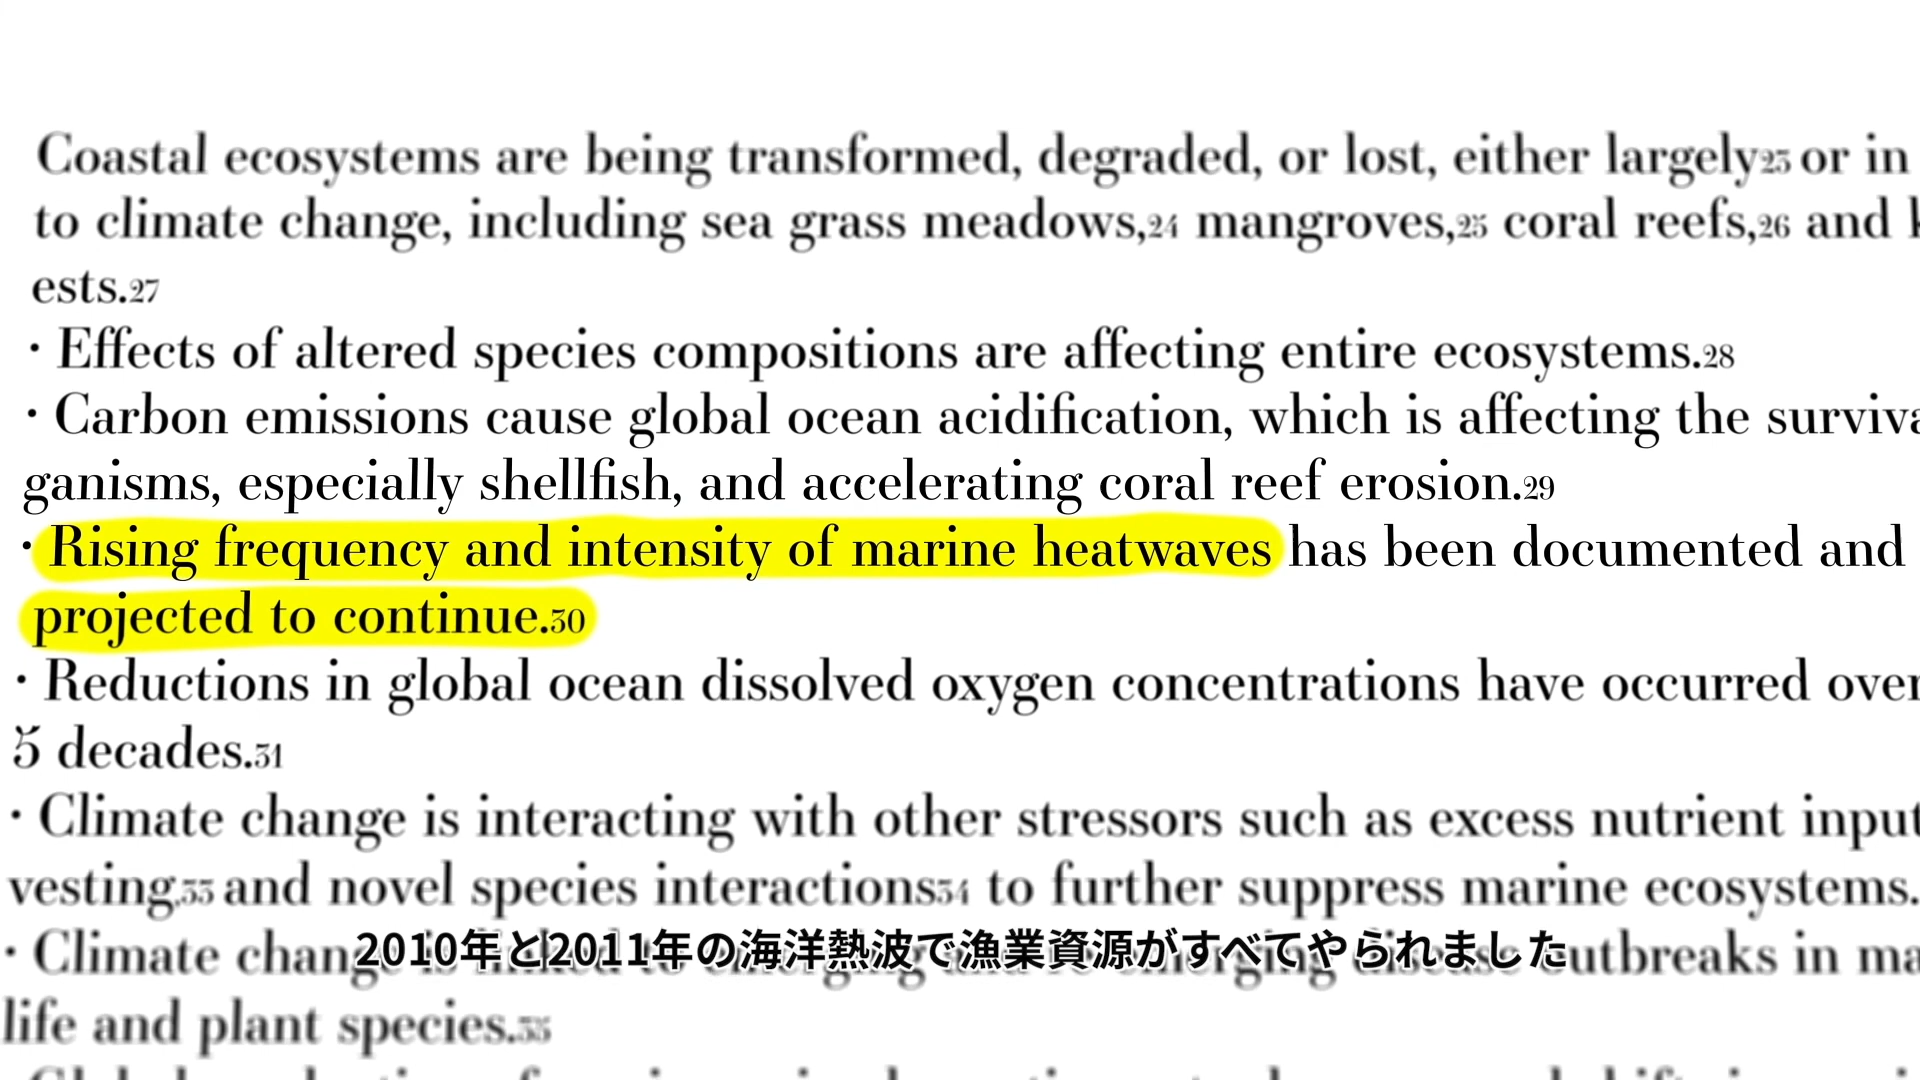 Coastal ecosystems are being transformed, degraded, or lost, either largely23 or in
to climate change, including sea grass meadows,24 mangroves,25 coral reefs,26 and
ests.27
· Effects of altered species compositions are affecting entire ecosystems.28
· Carbon emissions cause global ocean acidification, which is affecting the surviva
ganisms, especially shellfish, and accelerating coral reef erosion.29
· Rising frequency and intensity of marine heatwaves has been documented and
projected to continue.30
· Reductions in global ocean dissolved oxygen concentrations have occurred over
5 decades.31
· Climate change is interacting with other stressors such as excess nutrient input
vesting,33 and novel species interactions34 to further suppress marine ecosystems.
· Climate change outbreaks in ma
2010年と2011年の海洋熱波で漁業資源がすべてやられました
life and plant species.35